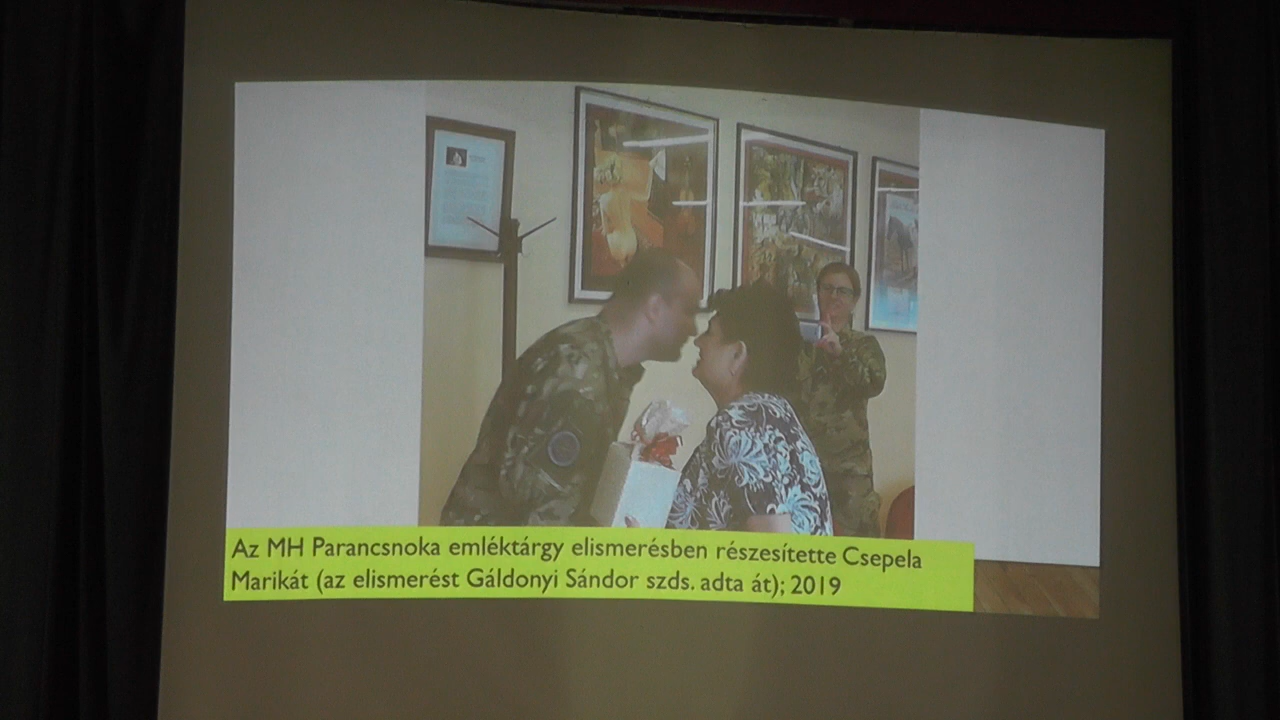 Az MH Parancsnoka emléktárgy elismerésben részesítette Csepela
Marikát (az elismerést Gáldonyi Sándor szds. adta át); 2019